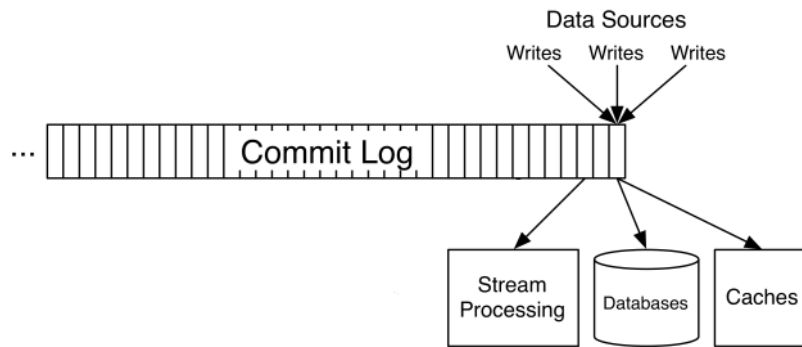 Data Sources
Writes Writes Writes
... Commit Log
Stream
Processing
Databases
Caches